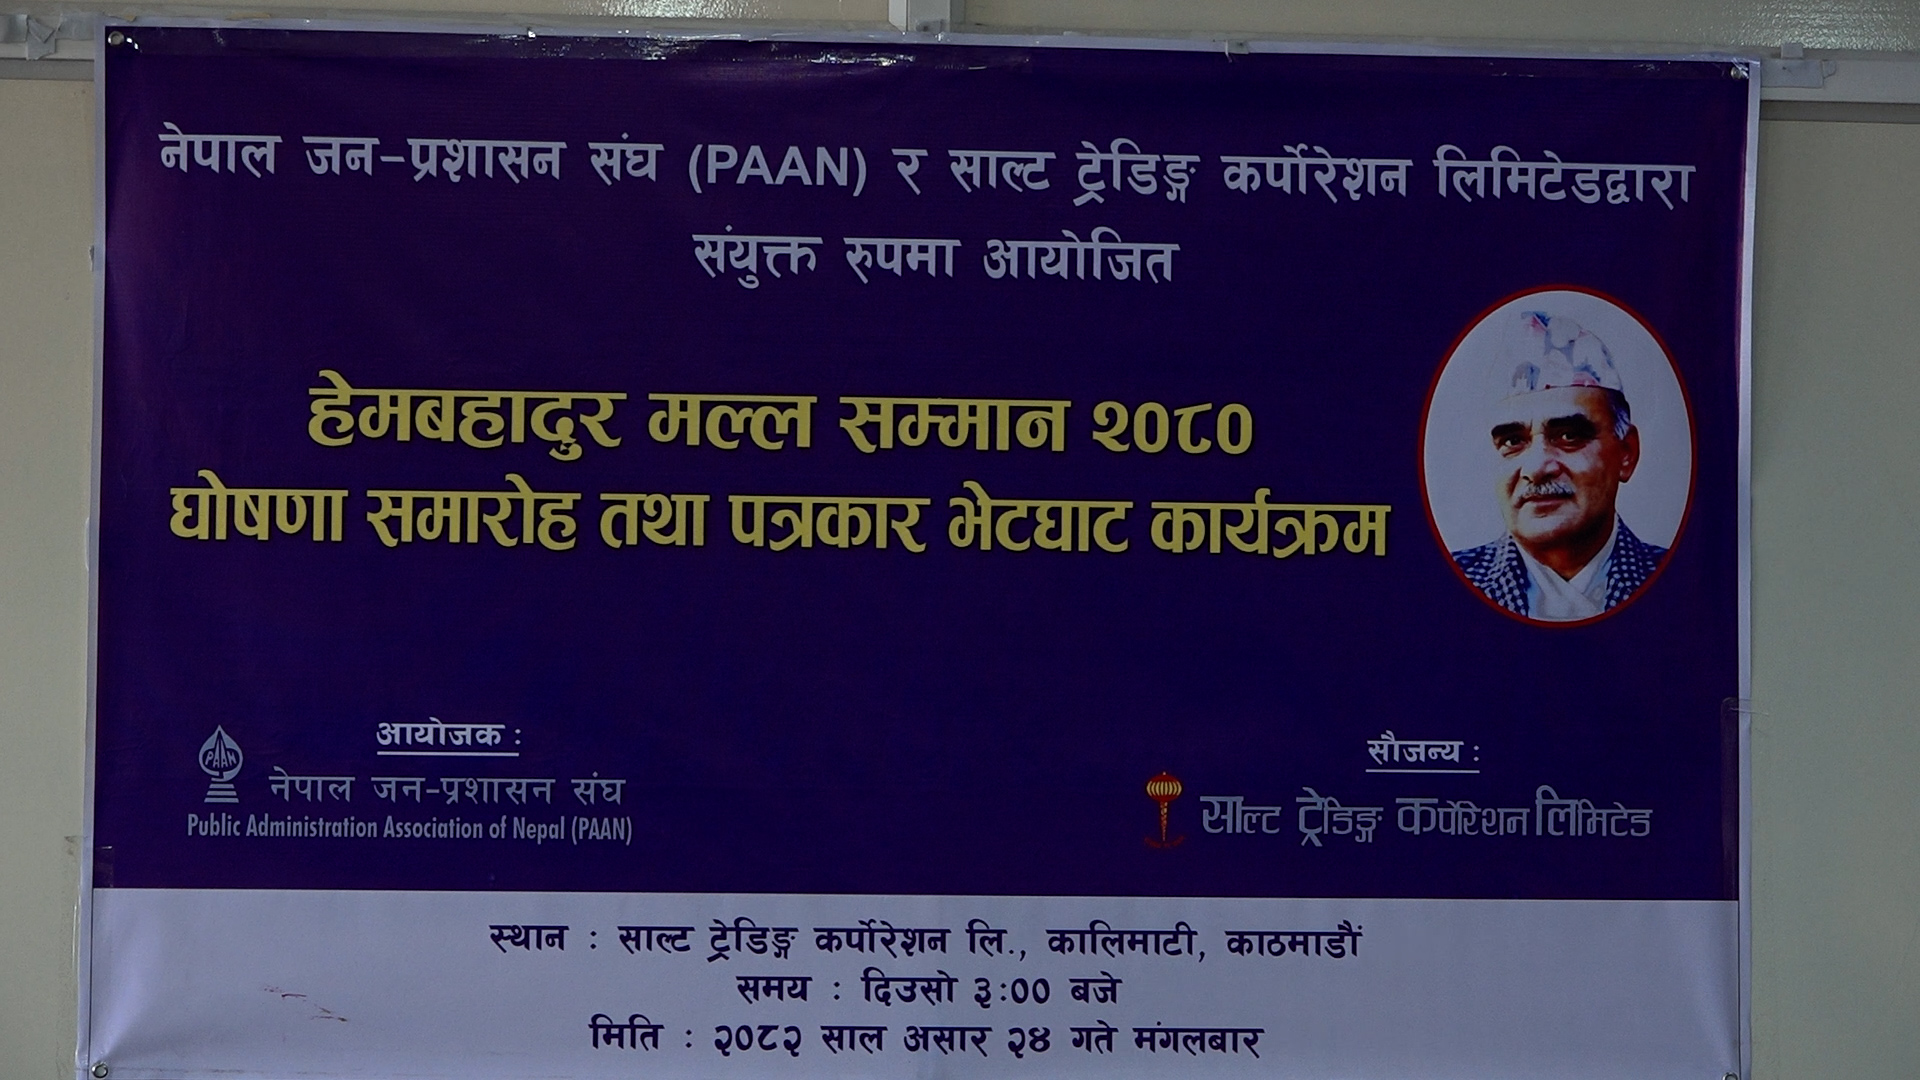 नेपाल जन-प्रशासन संघ (PAAN) र साल्ट ट्रेडिङ्ग कर्पोरेशन लिमिटेडद्वारा
संयुक्त रुपमा आयोजित
हेमबहादुर मल्ल सम्मान २०८०
घोषणा समारोह तथा पत्रकार भेटघाट कार्यक्रम
आयोजक :
PAAN
नेपाल जन-प्रशासन संघ
Public Administration Association of Nepal (PAAN)
सौजन्य :
साल्ट ट्रेडिङ्ग कर्पोरेशन लिमिटेड
स्थान : साल्ट ट्रेडिङ्ग कर्पोरेशन लि., कालिमाटी, काठमाडौं
समय : दिउसो ३:०० बजे
मिति : २०८२ साल असार २४ गते मंगलबार